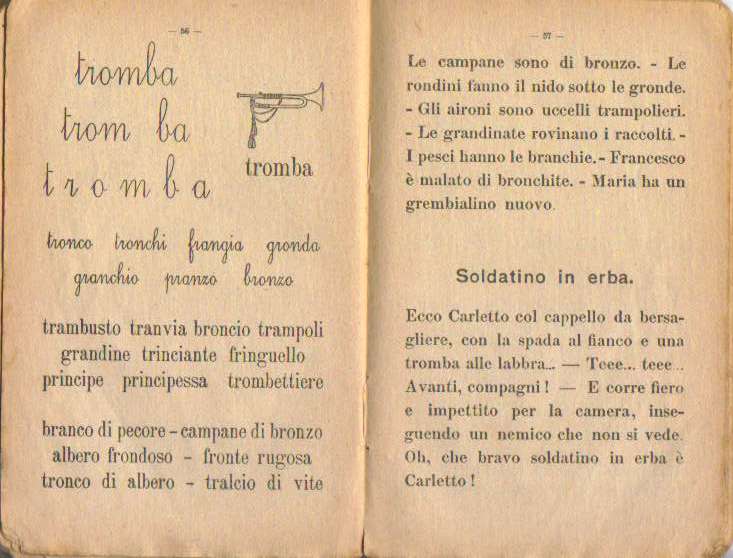 — 56 —
tromba
trom ba
t r o m b a
tromba
tronco tronchi frangia gronda
granchio pranzo bronzo
trambusto tranvia broncio trampoli
grandine trinciante fringuello
principe principessa trombettiere
branco di pecore – campane di bronzo
albero frondoso – fronte rugosa
tronco di albero – tralcio di vite
— 57 —
Le campane sono di bronzo. - Le
rondini fanno il nido sotto le gronde.
- Gli aironi sono uccelli trampolieri.
- Le grandinate rovinano i raccolti. -
I pesci hanno le branchie. - Francesco
è malato di bronchite. - Maria ha un
grembialino nuovo.
Soldatino in erba.
Ecco Carletto col cappello da bersa-
gliere, con la spada al fianco e una
tromba alle labbra... — Teee... teee...
Avanti, compagni! — E corre fiero
e impettito per la camera, inse-
guendo un nemico che non si vede.
Oh, che bravo soldatino in erba è
Carletto!